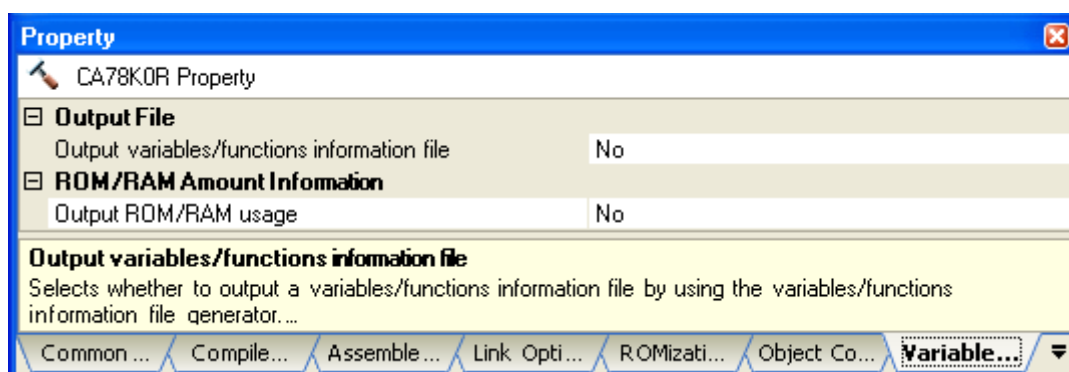 Property
CA78K0R Property
Output File
Output variables/functions information file No
ROM/RAM Amount Information
Output ROM/RAM usage No
Output variables/functions information file
Selects whether to output a variables/functions information file by using the variables/functions
information file generator....
Common ... Compile... Assemble... Link Opti... ROMizati... Object Co... Variable...